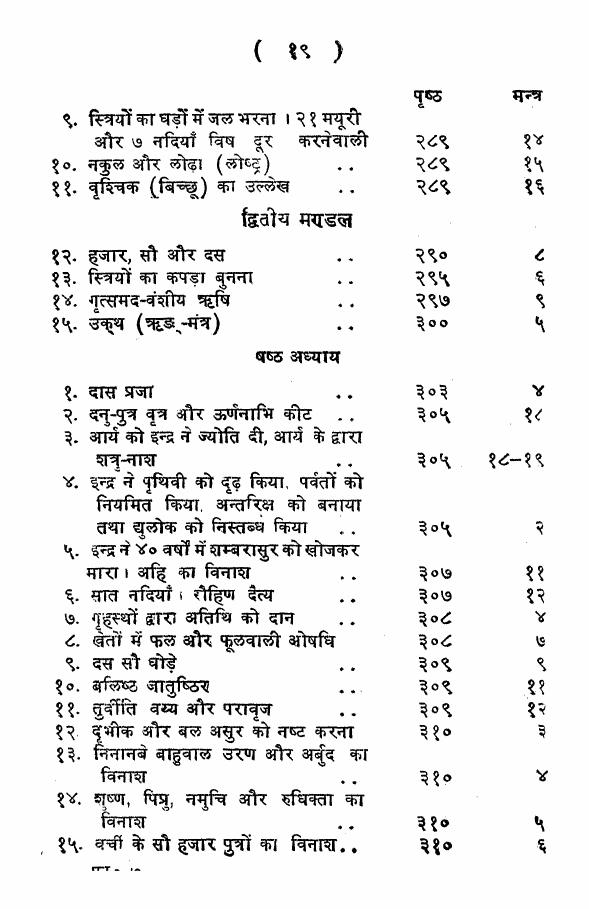 ( १९ )
पृष्ठ मन्त्र
९. स्त्रियों का घड़ों में जल भरना । २१ मयूरी
और ७ नदियाँ विष दूर करनेवाली २८९ १४
१०. नकुल और लोढ़ा (लोष्ट्र) .. २८९ १५
११. वृश्चिक (बिच्छू) का उल्लेख .. २८९ १६
द्वितीय मण्डल
१२. हजार, सौ और दस .. २९० ८
१३. स्त्रियों का कपड़ा बुनना .. २९५ ६
१४. गृत्समद-वंशीय ऋषि .. २९७ ९
१५. उक्थ (ऋङ्-मंत्र) .. ३०० ५
षष्ठ अध्याय
१. दास प्रजा .. ३०३ ४
२. दनु-पुत्र वृत्र और ऊर्णनाभि कीट .. ३०५ १८
३. आर्य को इन्द्र ने ज्योति दी, आर्य के द्वारा
शत्रु-नाश .. ३०५ १८–१९
४. इन्द्र ने पृथिवी को दृढ़ किया, पर्वतों को
नियमित किया, अन्तरिक्ष को बनाया
तथा द्युलोक को निस्तब्ध किया .. ३०५ २
५. इन्द्र ने ४० वर्षों में शम्बरासुर को खोजकर
मारा। अहि का विनाश .. ३०७ ११
६. सात नदियाँ। रौहिण दैत्य .. ३०७ १२
७. गृहस्थों द्वारा अतिथि को दान .. ३०८ ४
८. खेतों में फल और फूलवाली ओषधि ३०८ ७
९. दस सौ घोड़े .. ३०९ ९
१०. बलिष्ठ जातुष्ठिर .. ३०९ ११
११. तुर्वीति वय्य और परावृज .. ३०९ १२
१२. दृभीक और बल असुर को नष्ट करना ३१० ३
१३. निनानबे बाहुवाल उरण और अर्बुद का
विनाश .. ३१० ४
१४. शुष्ण, पिप्रु, नमुचि और रुधिक्रा का
विनाश .. ३१० ५
१५. वर्ची के सौ हजार पुत्रों का विनाश.. ३१० ६